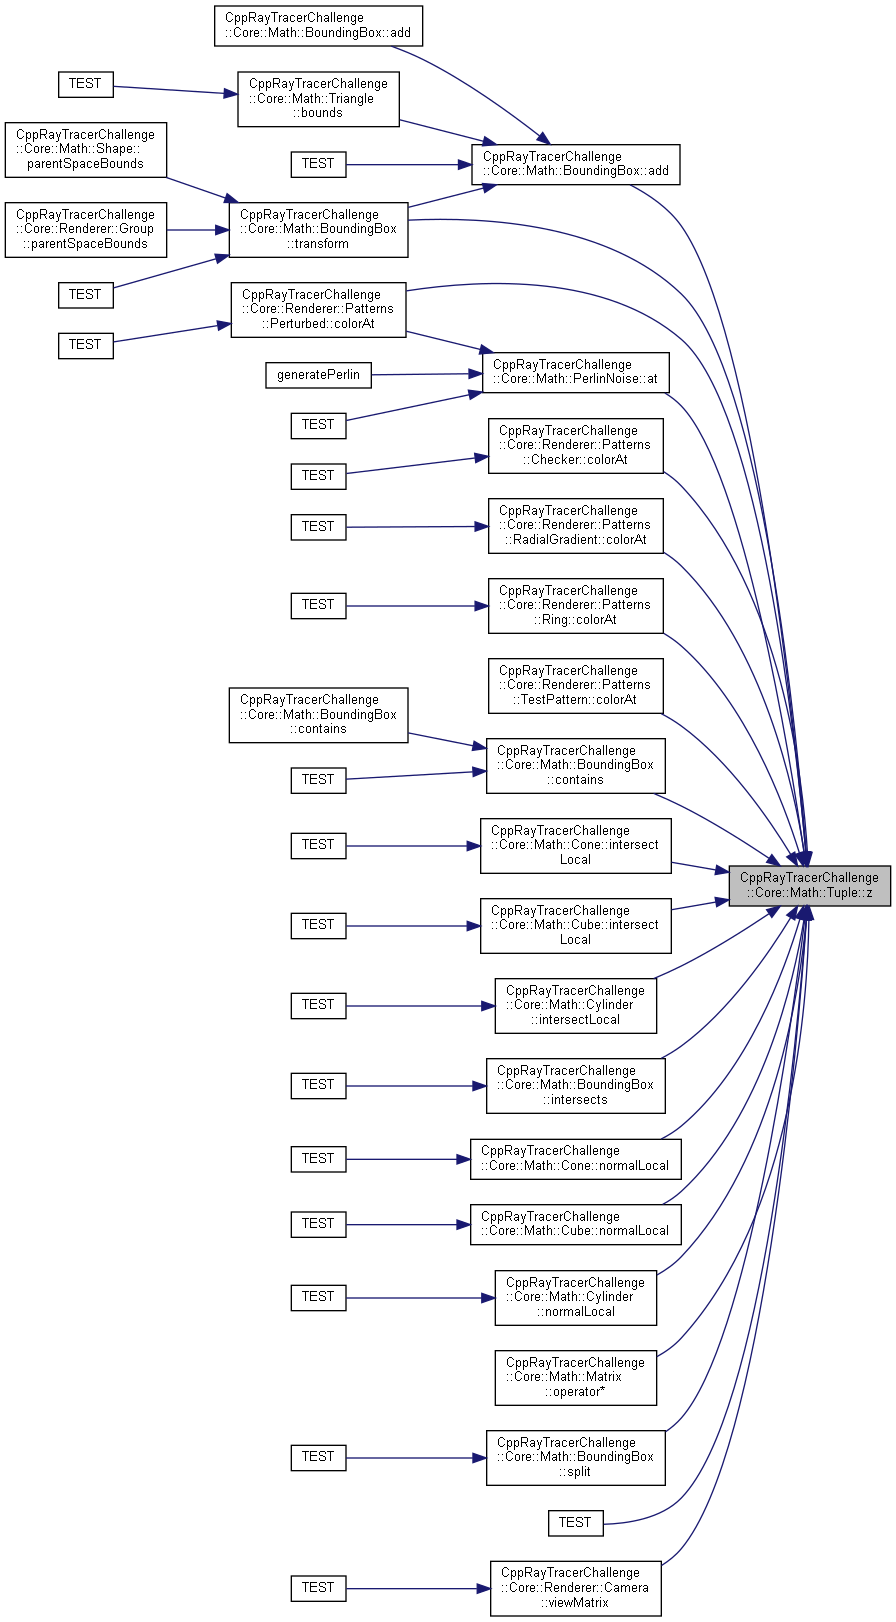 CppRayTracerChallenge
::Core::Math::BoundingBox::add
TEST
CppRayTracerChallenge
::Core::Math::Triangle
::bounds
CppRayTracerChallenge
::Core::Math::Shape::
parentSpaceBounds
TEST
CppRayTracerChallenge
::Core::Math::BoundingBox::add
CppRayTracerChallenge
::Core::Renderer::Group
::parentSpaceBounds
CppRayTracerChallenge
::Core::Math::BoundingBox
::transform
TEST
CppRayTracerChallenge
::Core::Renderer::Patterns
::Perturbed::colorAt
TEST
generatePerlin
CppRayTracerChallenge
::Core::Math::PerlinNoise::at
TEST
CppRayTracerChallenge
::Core::Renderer::Patterns
::Checker::colorAt
TEST
CppRayTracerChallenge
::Core::Renderer::Patterns
::RadialGradient::colorAt
TEST
CppRayTracerChallenge
::Core::Renderer::Patterns
::Ring::colorAt
TEST
CppRayTracerChallenge
::Core::Renderer::Patterns
::TestPattern::colorAt
CppRayTracerChallenge
::Core::Math::BoundingBox
::contains
CppRayTracerChallenge
::Core::Math::BoundingBox
::contains
TEST
CppRayTracerChallenge
::Core::Math::Cone::intersect
Local
TEST
CppRayTracerChallenge
::Core::Math::Tuple::z
CppRayTracerChallenge
::Core::Math::Cube::intersect
Local
TEST
CppRayTracerChallenge
::Core::Math::Cylinder
::intersectLocal
TEST
CppRayTracerChallenge
::Core::Math::BoundingBox
::intersects
TEST
CppRayTracerChallenge
::Core::Math::Cone::normalLocal
TEST
CppRayTracerChallenge
::Core::Math::Cube::normalLocal
TEST
CppRayTracerChallenge
::Core::Math::Cylinder
::normalLocal
TEST
CppRayTracerChallenge
::Core::Math::Matrix
::operator*
CppRayTracerChallenge
::Core::Math::BoundingBox
::split
TEST
TEST
CppRayTracerChallenge
::Core::Renderer::Camera
::viewMatrix
TEST